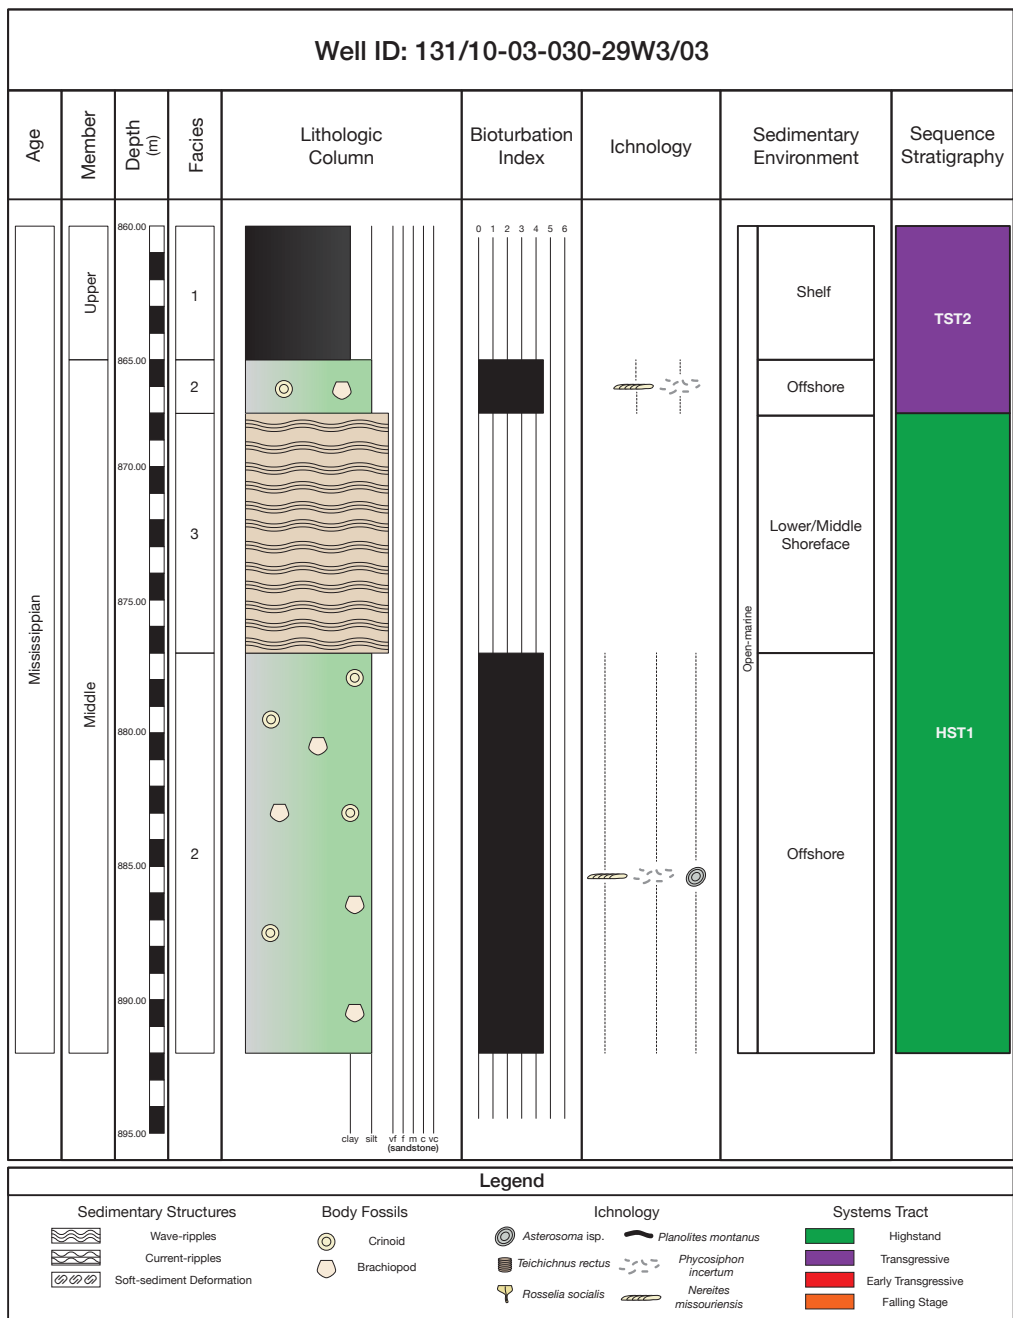 Well ID: 131/10-03-030-29W3/03
Age
Member
Depth
(m)
Facies
Lithologic
Column
Bioturbation
Index
Ichnology
Sedimentary
Environment
Sequence
Stratigraphy
860.00
0 1 2 3 4 5 6
Upper
1
Shelf
TST2
865.00
2
Offshore
870.00
3
Lower/Middle
Shoreface
875.00
Mississippian
Open-marine
Middle
880.00
HST1
885.00
2
Offshore
890.00
895.00
clay silt vf f m c vc
(sandstone)
Legend
Sedimentary Structures
Wave-ripples
Current-ripples
Soft-sediment Deformation
Body Fossils
Crinoid
Brachiopod
Ichnology
Asterosoma isp.
Teichichnus rectus
Rosselia socialis
Planolites montanus
Phycosiphon
incertum
Nereites
missouriensis
Systems Tract
Highstand
Transgressive
Early Transgressive
Falling Stage